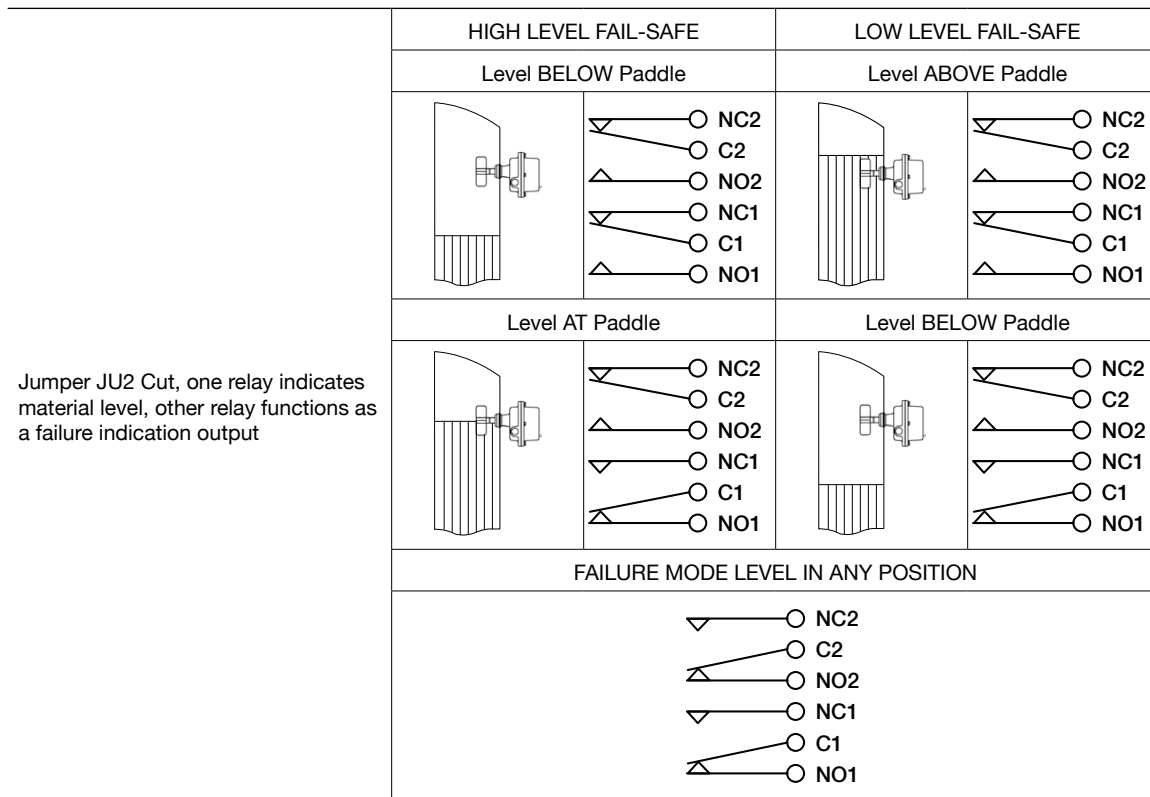 HIGH LEVEL FAIL-SAFE
LOW LEVEL FAIL-SAFE
Level BELOW Paddle
Level ABOVE Paddle
NC2
C2
NO2
NC1
C1
NO1
NC2
C2
NO2
NC1
C1
NO1
Jumper JU2 Cut, one relay indicates
material level, other relay functions as
a failure indication output
Level AT Paddle
Level BELOW Paddle
NC2
C2
NO2
NC1
C1
NO1
NC2
C2
NO2
NC1
C1
NO1
FAILURE MODE LEVEL IN ANY POSITION
NC2
C2
NO2
NC1
C1
NO1